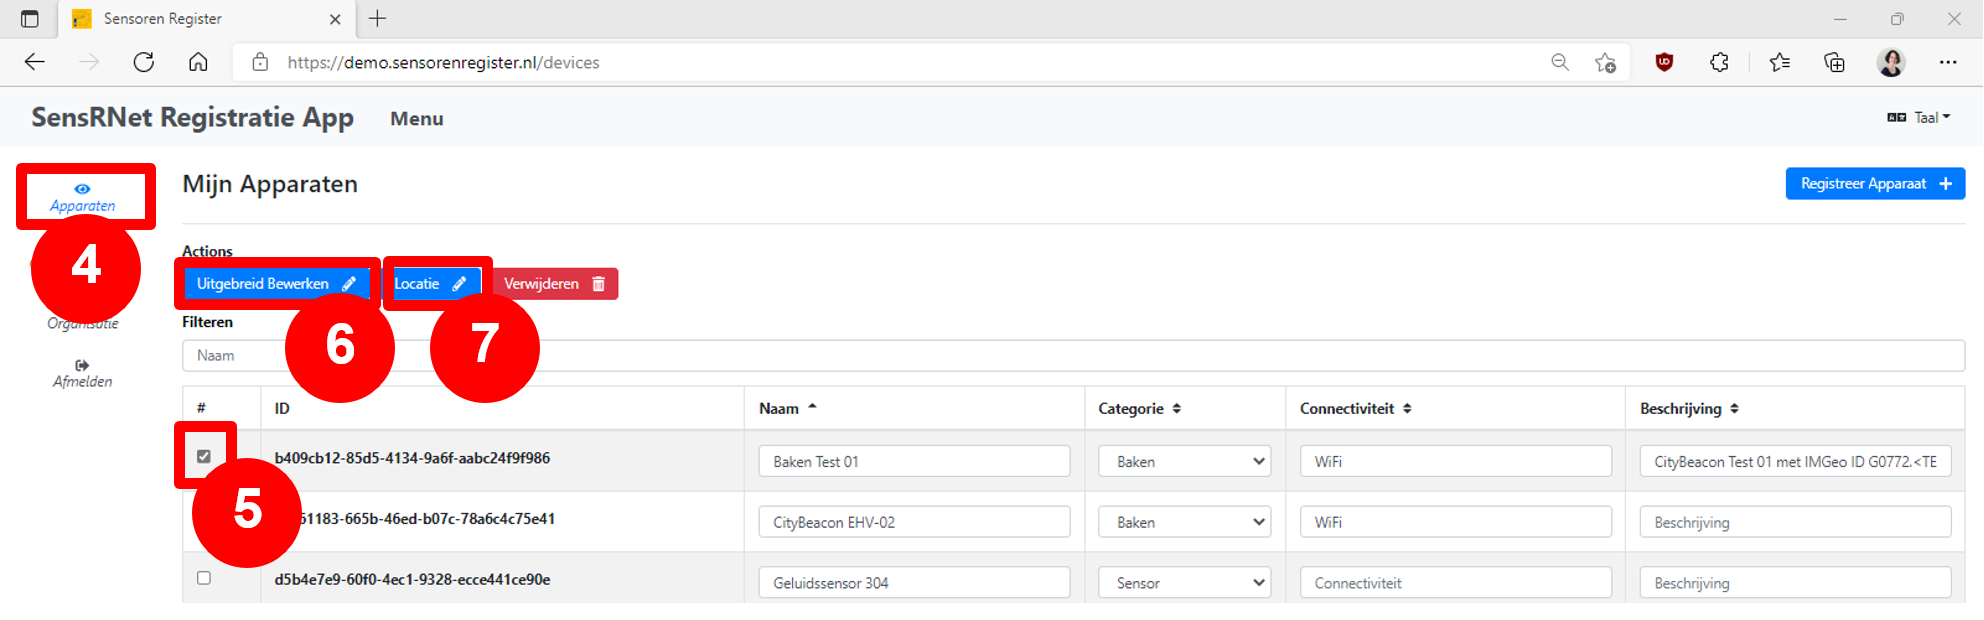 Sensoren Register
https://demo.sensorenregister.nl/devices
SensRNet Registratie App Menu
Taal
Apparaten
Mijn Apparaten
Registreer Apparaat +
4
Actions
Uitgebreid Bewerken
Locatie
Verwijderen
Organisatie
Filteren
6
7
Naam
Afmelden
# ID Naam Categorie Connectiviteit Beschrijving
b409cb12-85d5-4134-9a6f-aabc24f9f986 Baken Test 01 Baken WiFi CityBeacon Test 01 met IMGeo ID G0772.<TE
5
61183-665b-46ed-b07c-78a6c4c75e41 CityBeacon EHV-02 Baken WiFi Beschrijving
d5b4e7e9-60f0-4ec1-9328-ecce441ce90e Geluidssensor 304 Sensor Connectiviteit Beschrijving